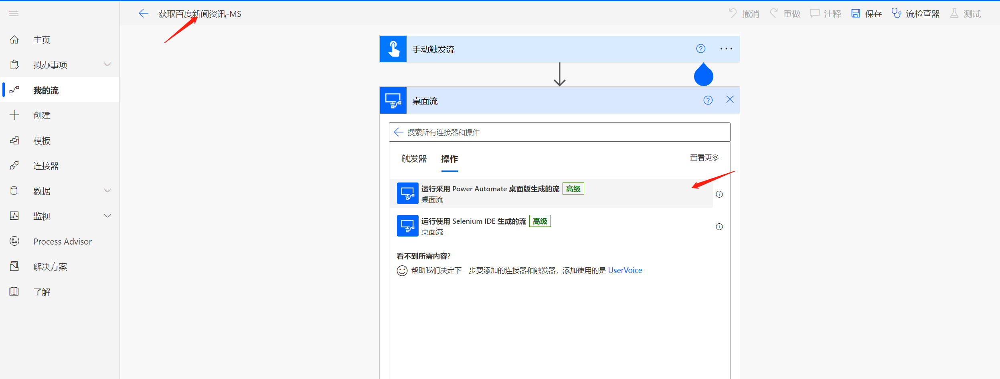 获取百度新闻资讯-MS
撤消
重做
注释
保存
流检查器
测试
主页
拟办事项
我的流
创建
模板
连接器
数据
监视
Process Advisor
解决方案
了解
手动触发流
桌面流
搜索所有连接器和操作
触发器
操作
查看更多
运行采用 Power Automate 桌面版生成的流 高级
桌面流
运行使用 Selenium IDE 生成的流 高级
桌面流
看不到所需内容?
帮助我们决定下一步要添加的连接器和触发器，添加使用的是 UserVoice